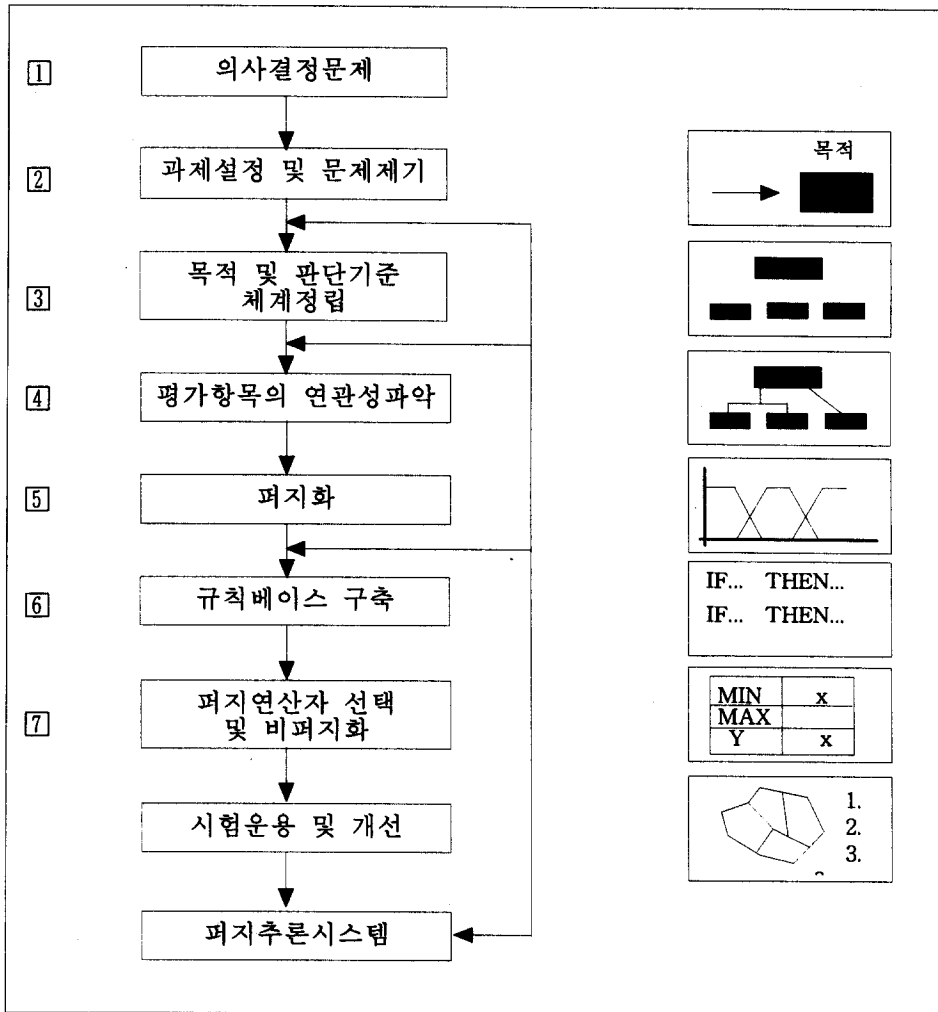 1
의사결정문제
2
과제설정 및 문제제기
목적
3
목적 및 판단기준
체계정립
4
평가항목의 연관성파악
5
퍼지화
6
규칙베이스 구축
IF... THEN...
IF... THEN...
7
퍼지연산자 선택
및 비퍼지화
MIN x
MAX
Y x
시험운용 및 개선
1.
2.
3.
퍼지추론시스템